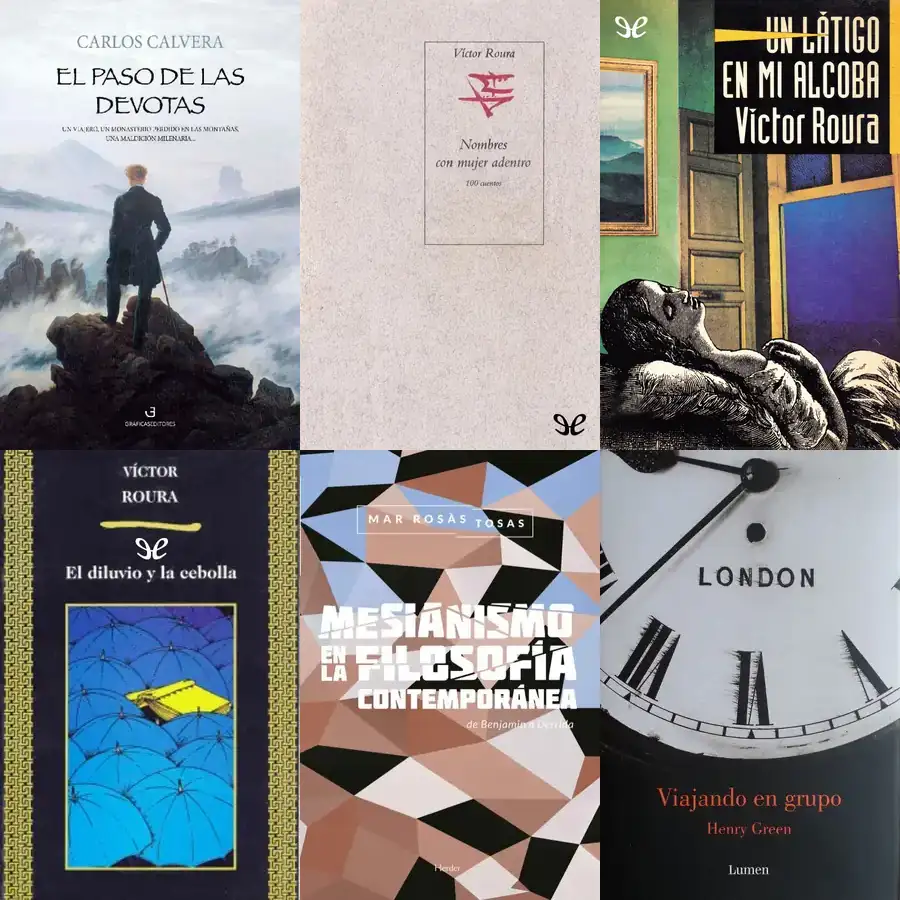 CARLOS CALVERA
EL PASO DE LAS
DEVOTAS
UN VIAJERO, UN MONASTERIO PERDIDO EN LAS MONTAÑAS,
UNA MALDICIÓN MILENARIA...
GRAFICASEDITORES
Víctor Roura
Nombres
con mujer adentro
100 cuentos
UN LÁTIGO
EN MI ALCOBA
Víctor Roura
VÍCTOR
ROURA
El diluvio y la cebolla
MAR ROSÀS TOSAS
MESIANISMO
EN LA FILOSOFÍA
CONTEMPORÁNEA
de Benjamin a Derrida
Herder
LONDON
Viajando en grupo
Henry Green
Lumen